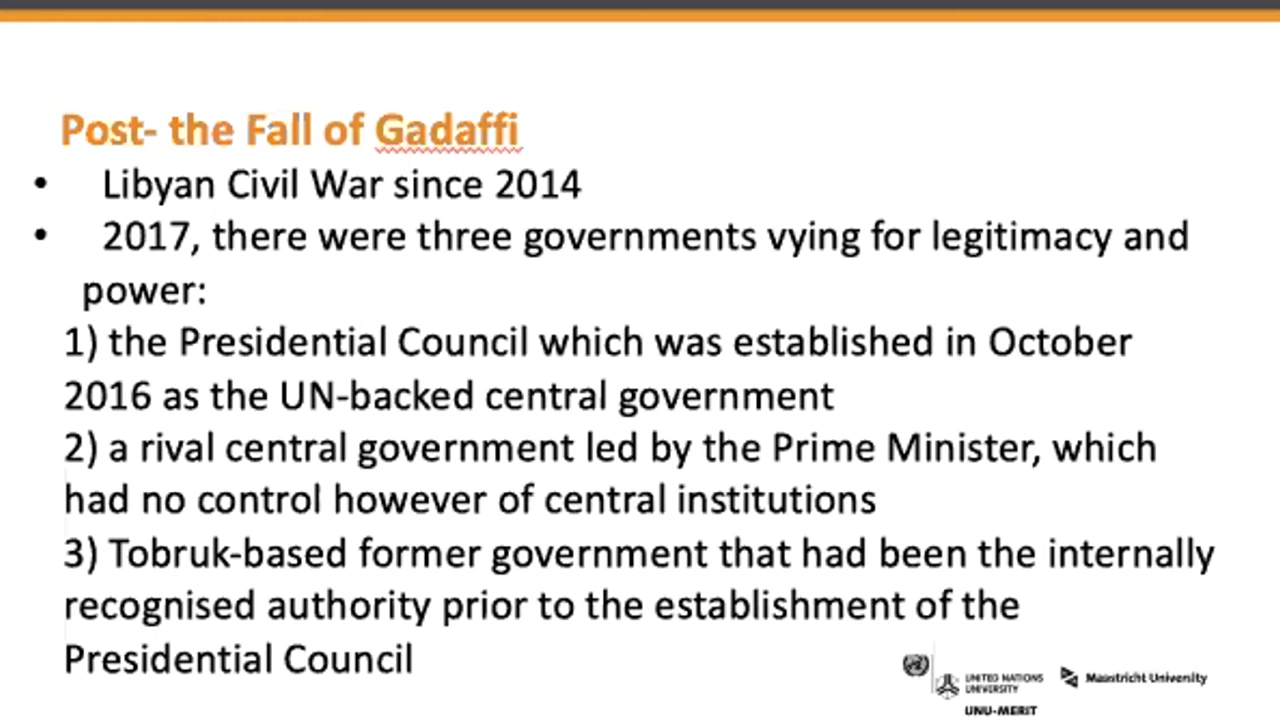 Post- the Fall of Gadaffi
• Libyan Civil War since 2014
• 2017, there were three governments vying for legitimacy and
power:
1) the Presidential Council which was established in October
2016 as the UN-backed central government
2) a rival central government led by the Prime Minister, which
had no control however of central institutions
3) Tobruk-based former government that had been the internally
recognised authority prior to the establishment of the
Presidential Council
UNITED NATIONS
UNIVERSITY
UNU-MERIT
Maastricht University